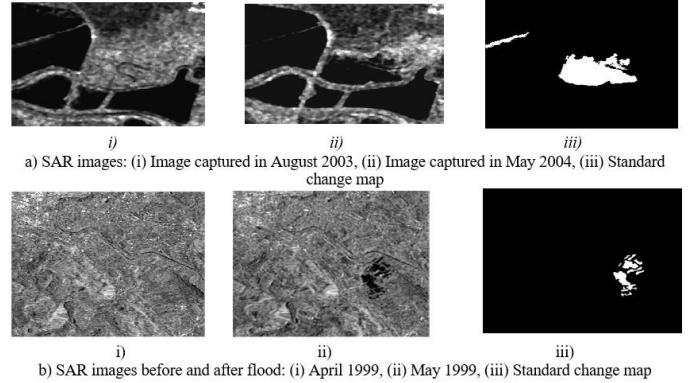 i)
ii)
iii)
a) SAR images: (i) Image captured in August 2003, (ii) Image captured in May 2004, (iii) Standard
change map
i)
ii)
iii)
b) SAR images before and after flood: (i) April 1999, (ii) May 1999, (iii) Standard change map